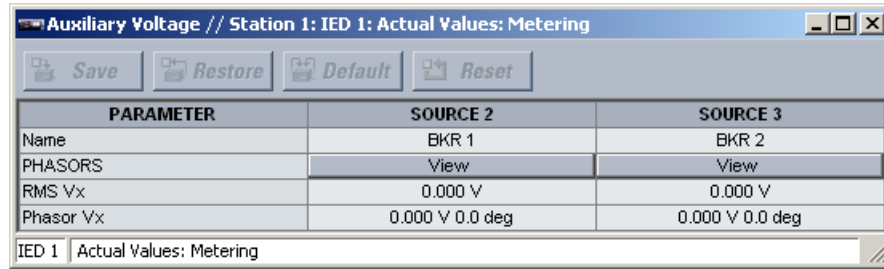 Auxiliary Voltage // Station 1: IED 1: Actual Values: Metering
Save Restore Default Reset
PARAMETER SOURCE 2 SOURCE 3
Name BKR 1 BKR 2
PHASORS View View
RMS Vx 0.000 V 0.000 V
Phasor Vx 0.000 V 0.0 deg 0.000 V 0.0 deg
IED 1 Actual Values: Metering